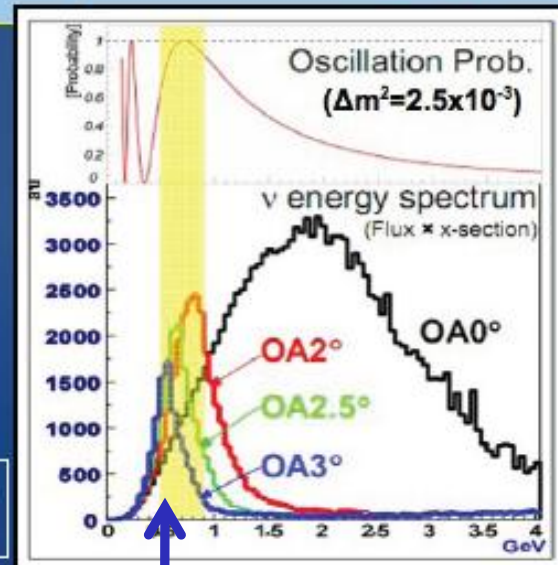 [Probability]
1
0.8
0.6
0.4
0.2
0
Oscillation Prob.
(Δm²=2.5x10⁻³)
ν energy spectrum
(Flux × x-section)
3500
3000
2500
2000
1500
1000
500
0
OA0°
OA2°
OA2.5°
OA3°
0 0.5 1 1.5 2 2.5 3 3.5 4
GeV